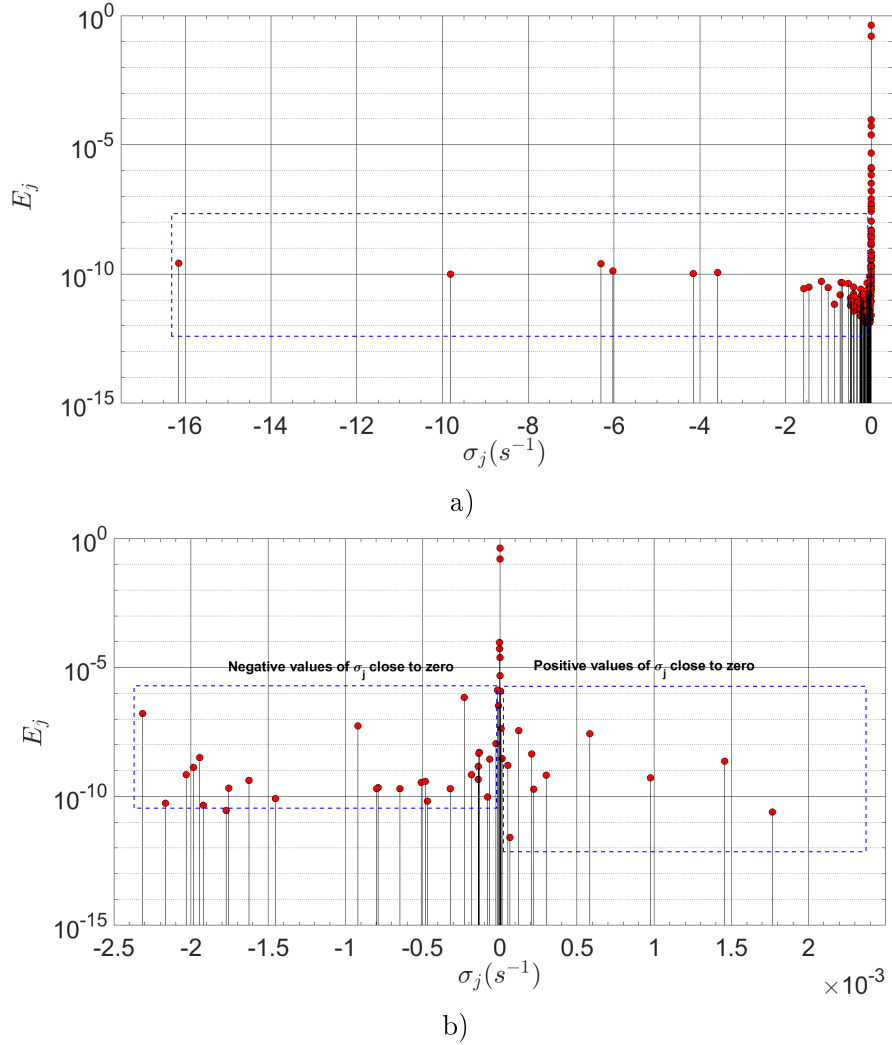 10^0
10^-5
10^-10
10^-15
E_j
-16 -14 -12 -10 -8 -6 -4 -2 0
σ_j(s^-1)
a)
10^0
10^-5
10^-10
10^-15
E_j
Negative values of σ_j close to zero
Positive values of σ_j close to zero
-2.5 -2 -1.5 -1 -0.5 0 0.5 1 1.5 2
σ_j(s^-1)
×10^-3
b)